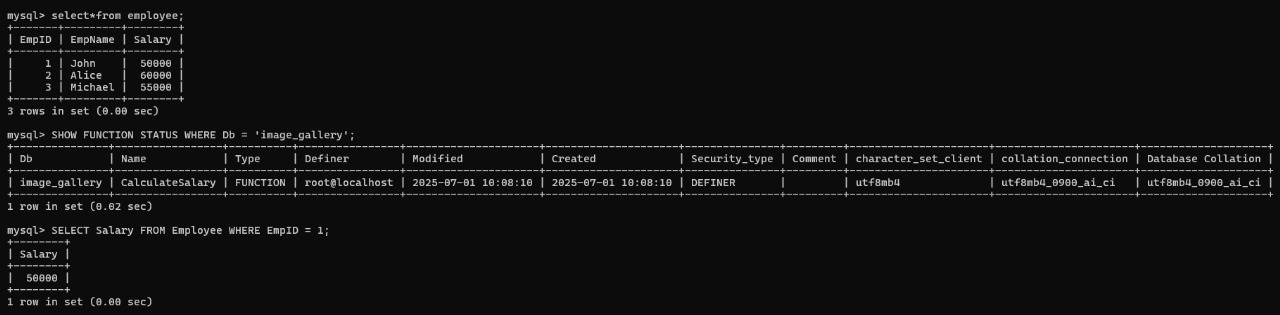 mysql> select*from employee;
+-------+---------+--------+
| EmpID | EmpName | Salary |
+-------+---------+--------+
|     1 | John    |  50000 |
|     2 | Alice   |  60000 |
|     3 | Michael |  55000 |
+-------+---------+--------+
3 rows in set (0.00 sec)
mysql> SHOW FUNCTION STATUS WHERE Db = 'image_gallery';
+---------------+-----------------+----------+----------------+---------------------+---------------------+---------------+---------+----------------------+----------------------+--------------------+
| Db            | Name            | Type     | Definer        | Modified            | Created             | Security_type | Comment | character_set_client | collation_connection | Database Collation |
+---------------+-----------------+----------+----------------+---------------------+---------------------+---------------+---------+----------------------+----------------------+--------------------+
| image_gallery | CalculateSalary | FUNCTION | root@localhost | 2025-07-01 10:08:10 | 2025-07-01 10:08:10 | DEFINER       |         | utf8mb4              | utf8mb4_0900_ai_ci   | utf8mb4_0900_ai_ci |
+---------------+-----------------+----------+----------------+---------------------+---------------------+---------------+---------+----------------------+----------------------+--------------------+
1 row in set (0.02 sec)
mysql> SELECT Salary FROM Employee WHERE EmpID = 1;
+--------+
| Salary |
+--------+
|  50000 |
+--------+
1 row in set (0.00 sec)